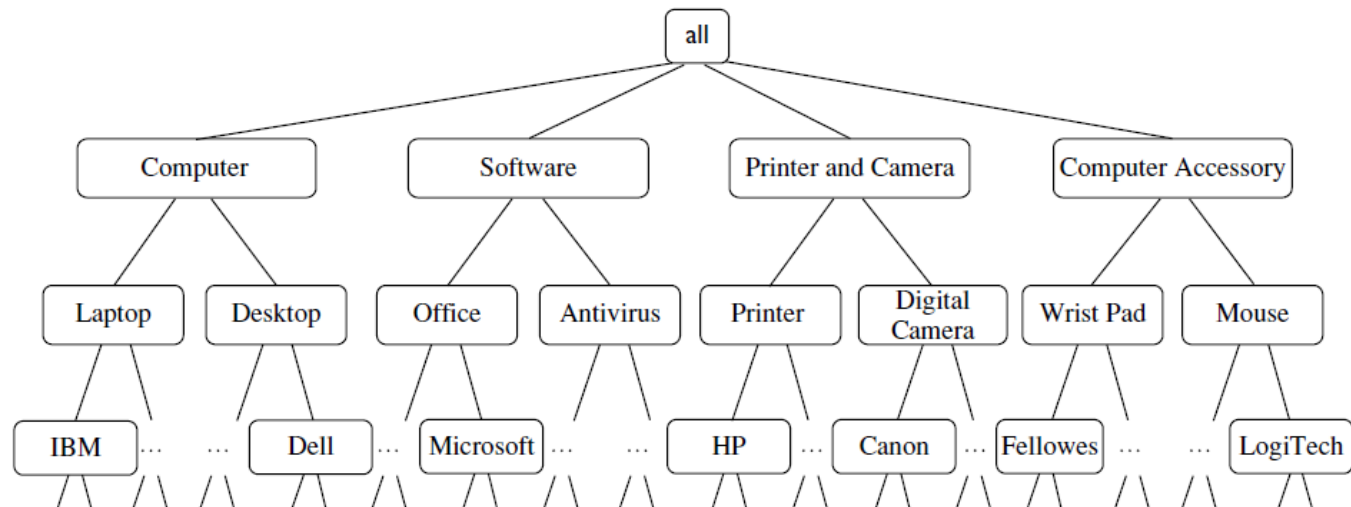 all
Computer
Software
Printer and Camera
Computer Accessory
Laptop
Desktop
Office
Antivirus
Printer
Digital
Camera
Wrist Pad
Mouse
IBM
...
...
Dell
...
Microsoft
...
...
HP
...
Canon
...
Fellowes
...
...
LogiTech